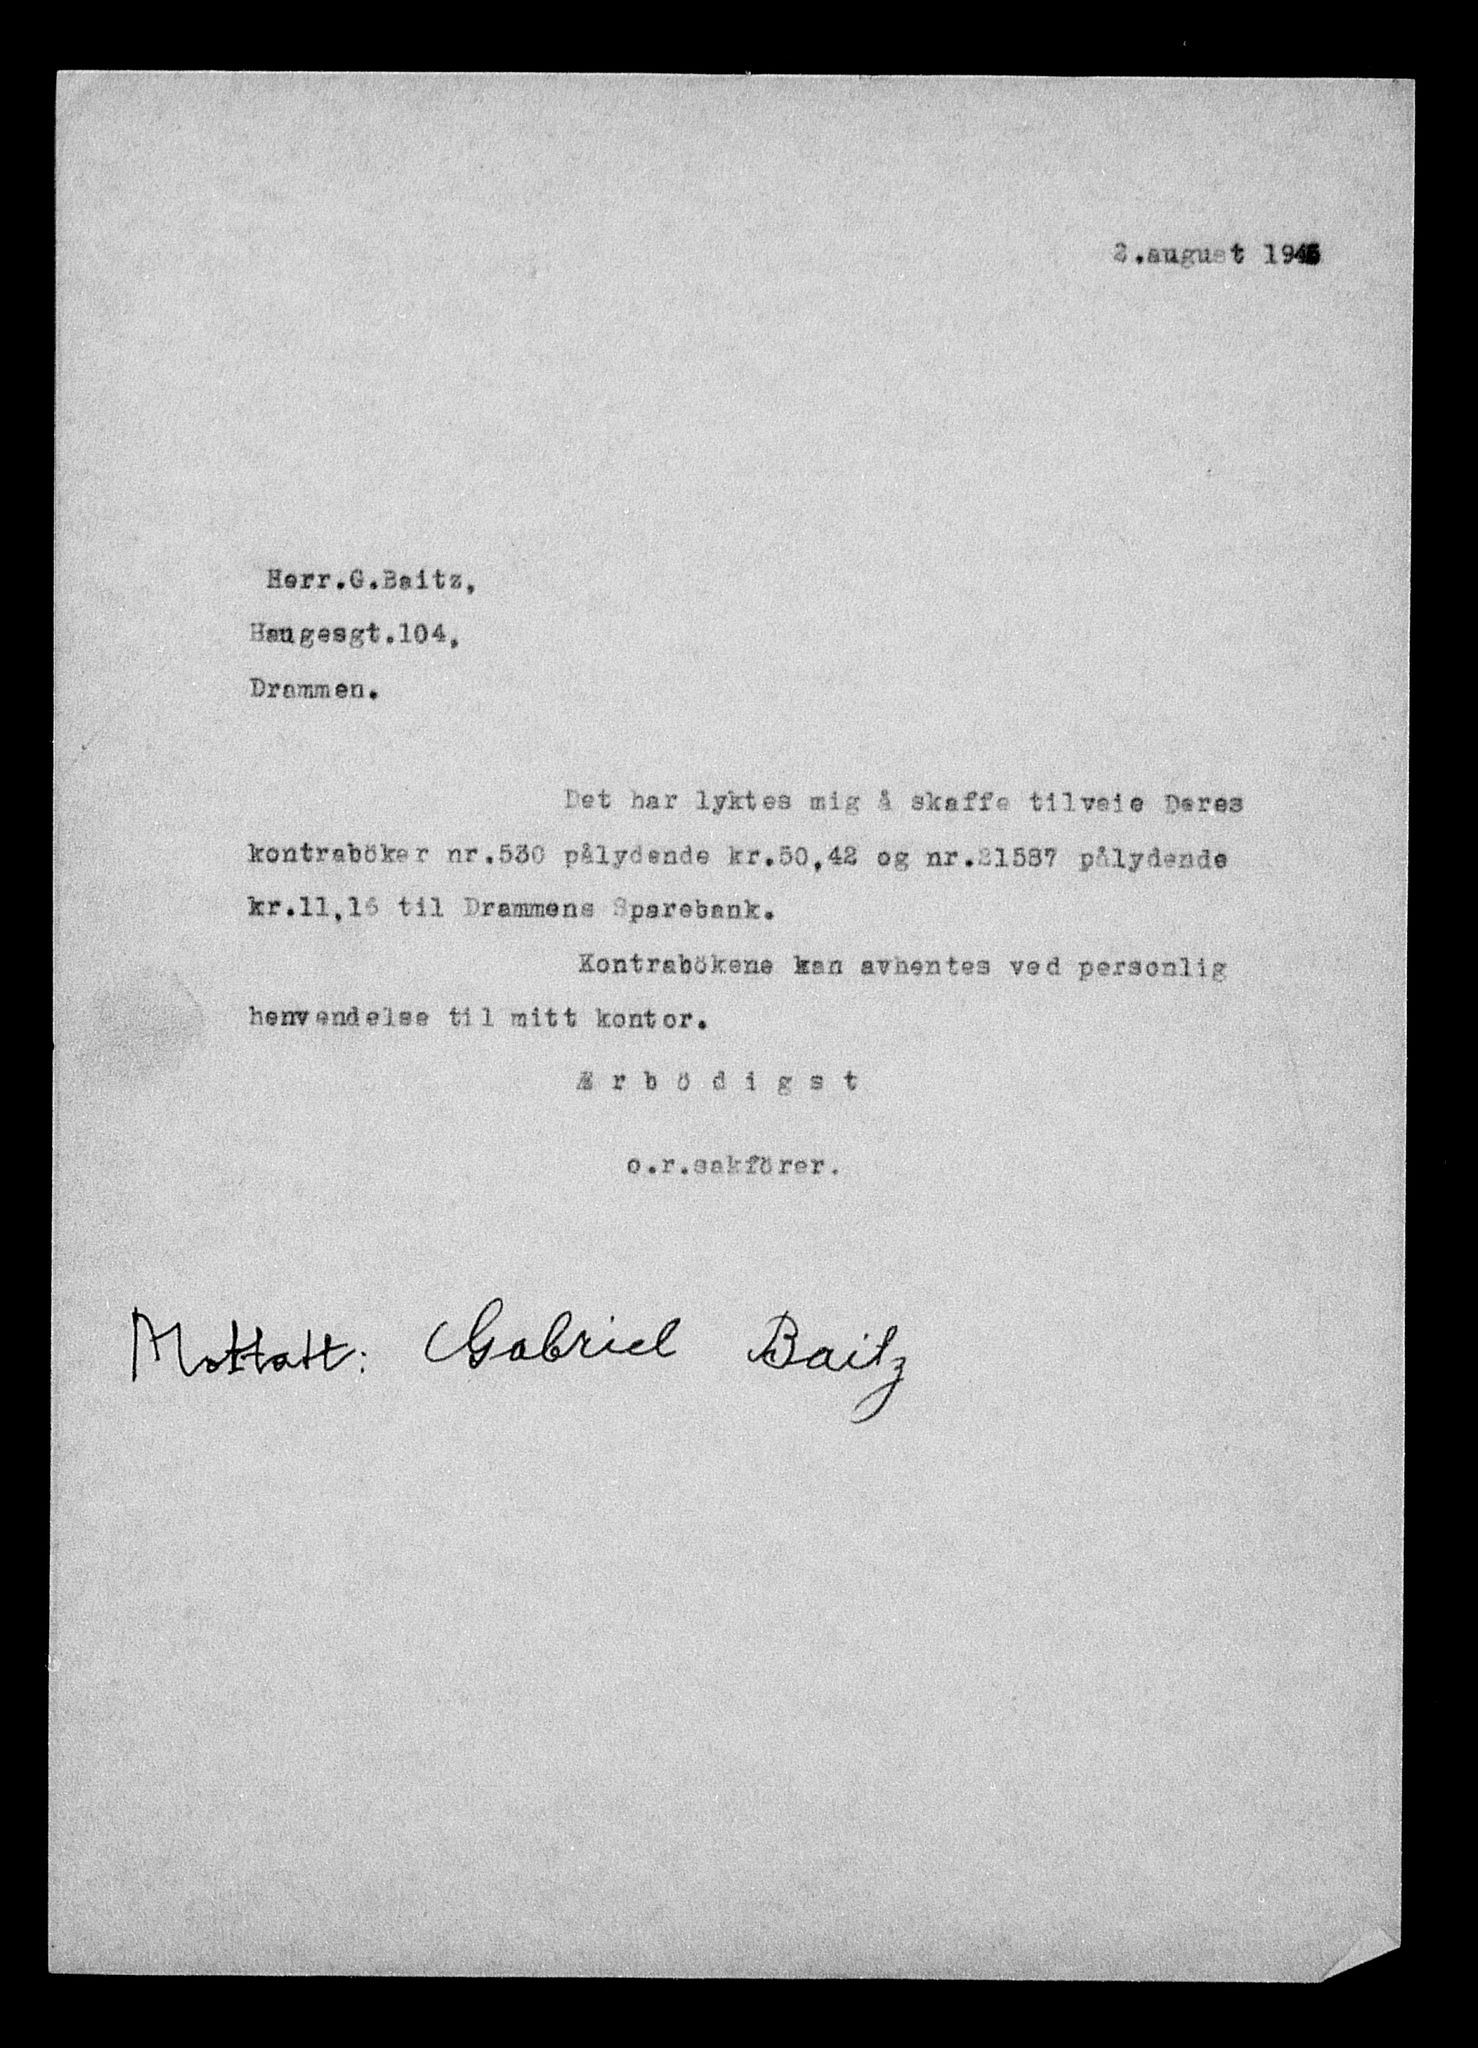 2.august 1945
Herr.G.Baitz,
Haugesgt.104,
Drammen.
Det har lyktes mig å skaffe tilveie Deres
kontraböker nr.530 pålydende kr.50,42 og nr.21587 pålydende
kr.11,16 til Drammens Sparebank.
Kontrabökene kan avhentes ved personlig
henvendelse til mitt kontor.
Æ r b ö d i g s t
o.r.sakförer.
Mottatt: Gabriel Baitz